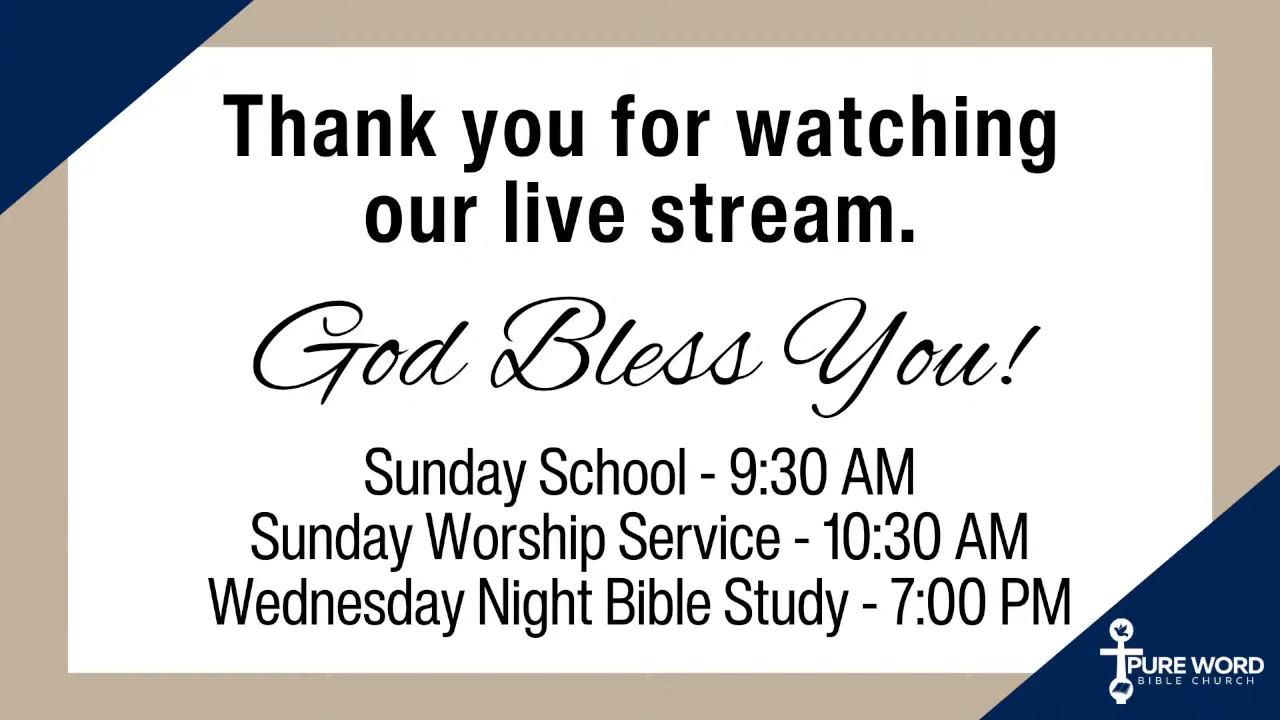 Thank you for watching
our live stream.
God Bless You!
Sunday School - 9:30 AM
Sunday Worship Service - 10:30 AM
Wednesday Night Bible Study - 7:00 PM
PURE WORD
BIBLE CHURCH